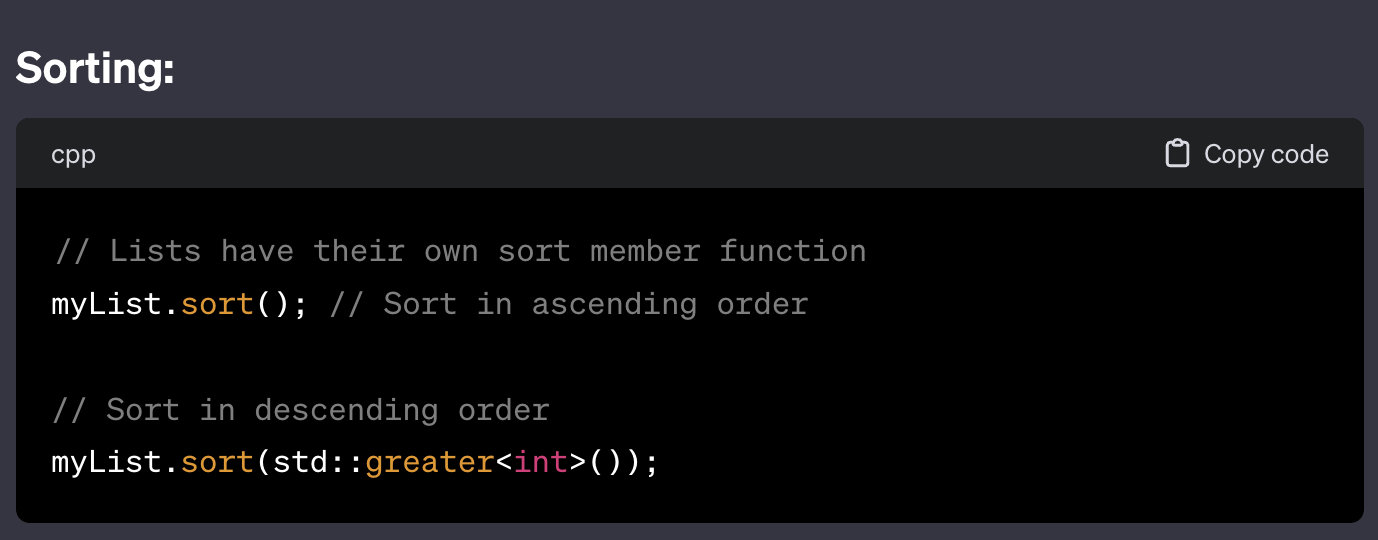 Sorting:
cpp
Copy code
// Lists have their own sort member function
myList.sort(); // Sort in ascending order
// Sort in descending order
myList.sort(std::greater<int>());